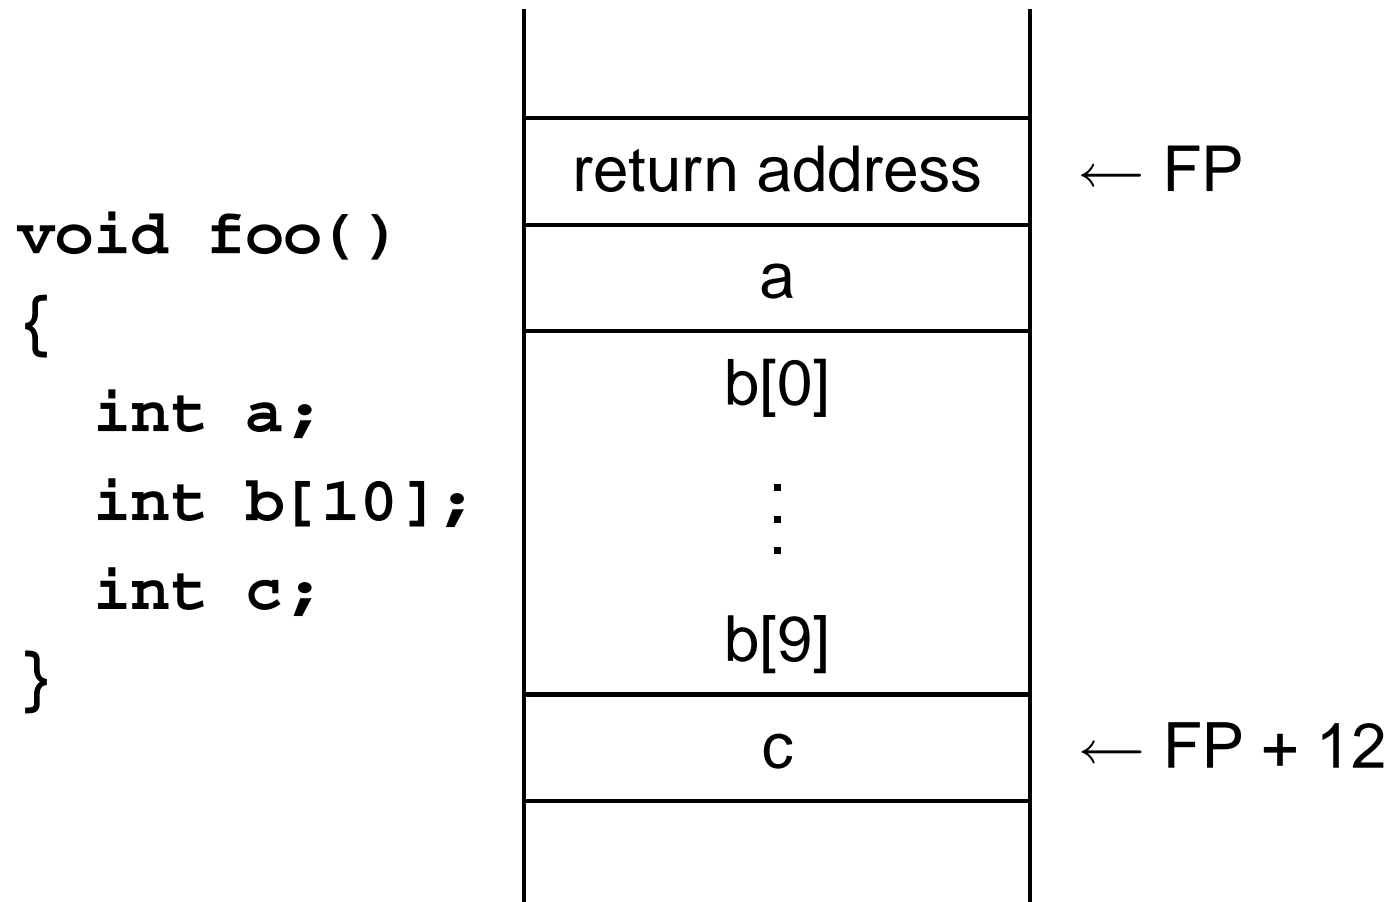 void foo()
{
int a;
int b[10];
int c;
}
return address ← FP
a
b[0]
⋮
b[9]
c ← FP + 12